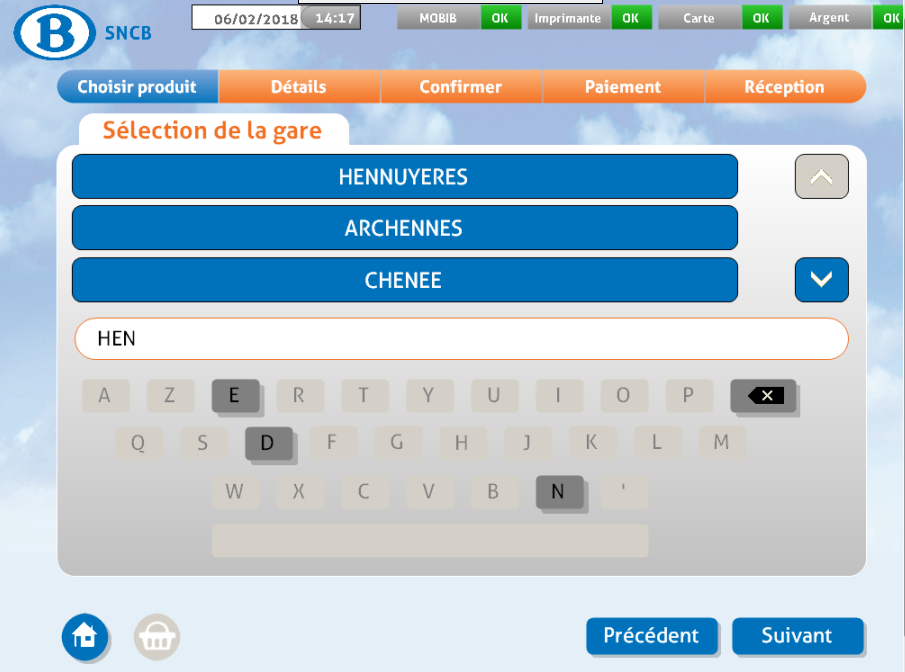 06/02/2018 14:17 MOBIB OK Imprimante OK Carte OK Argent OK
B SNCB
Choisir produit Détails Confirmer Paiement Réception
Sélection de la gare
HENNUYERES
ARCHENNES
CHENEE
HEN
A Z E R T Y U I O P
Q S D F G H J K L M
W X C V B N '
Précédent Suivant